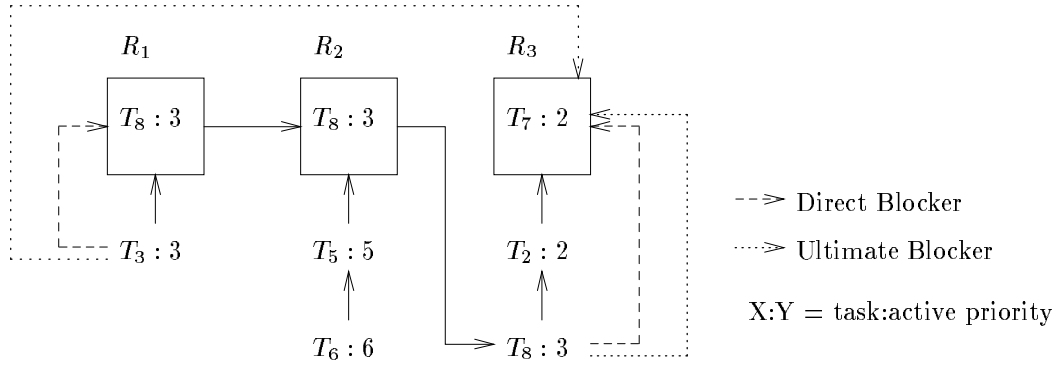 R₁ R₂ R₃
T₈ : 3 T₈ : 3 T₇ : 2
Direct Blocker
T₃ : 3 T₅ : 5 T₂ : 2
Ultimate Blocker
X:Y = task:active priority
T₆ : 6 T₈ : 3